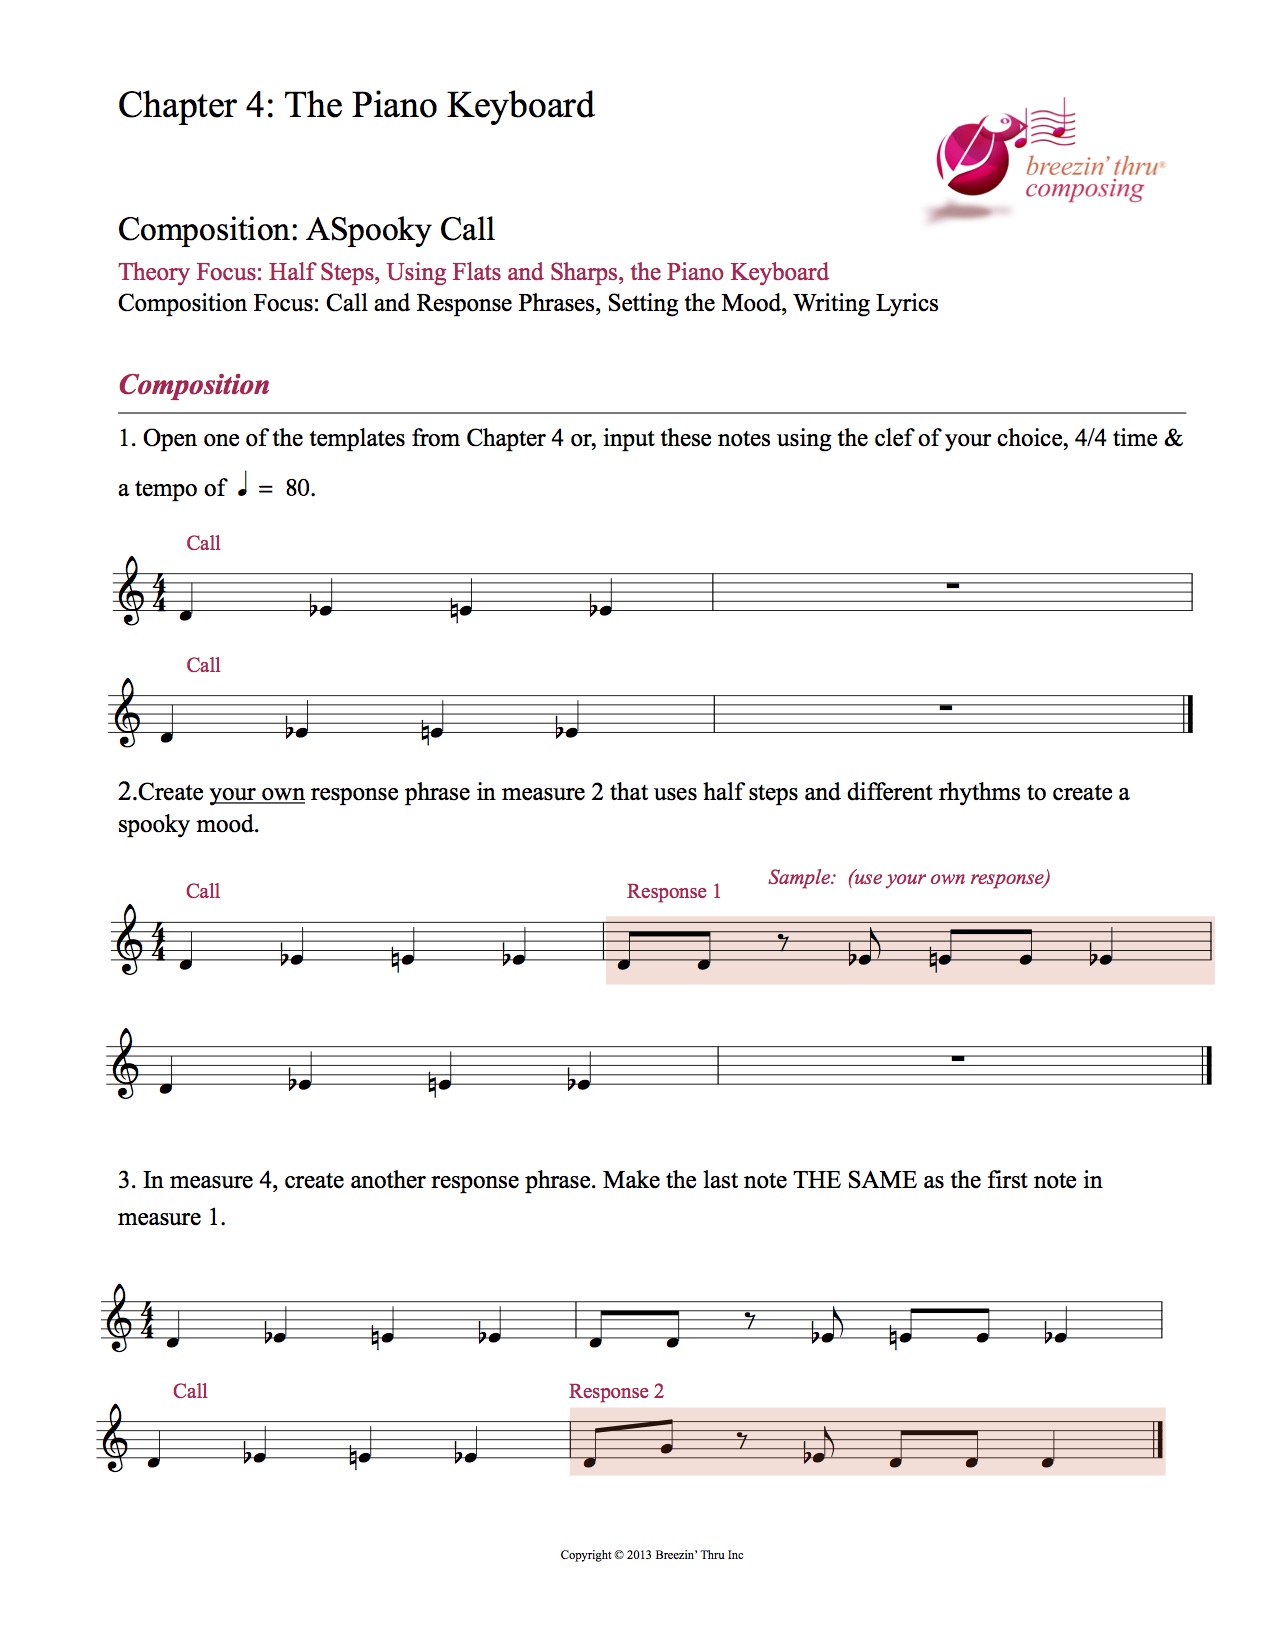 Chapter 4: The Piano Keyboard
breezin' thru®
composing
Composition: ASpooky Call
Theory Focus: Half Steps, Using Flats and Sharps, the Piano Keyboard
Composition Focus: Call and Response Phrases, Setting the Mood, Writing Lyrics
Composition
1. Open one of the templates from Chapter 4 or, input these notes using the clef of your choice, 4/4 time &
a tempo of ♩ = 80.
Call
4
4
Call
2.Create your own response phrase in measure 2 that uses half steps and different rhythms to create a
spooky mood.
Sample: (use your own response)
Call Response 1
4
4
3. In measure 4, create another response phrase. Make the last note THE SAME as the first note in
measure 1.
4
4
Call Response 2
Copyright © 2013 Breezin' Thru Inc